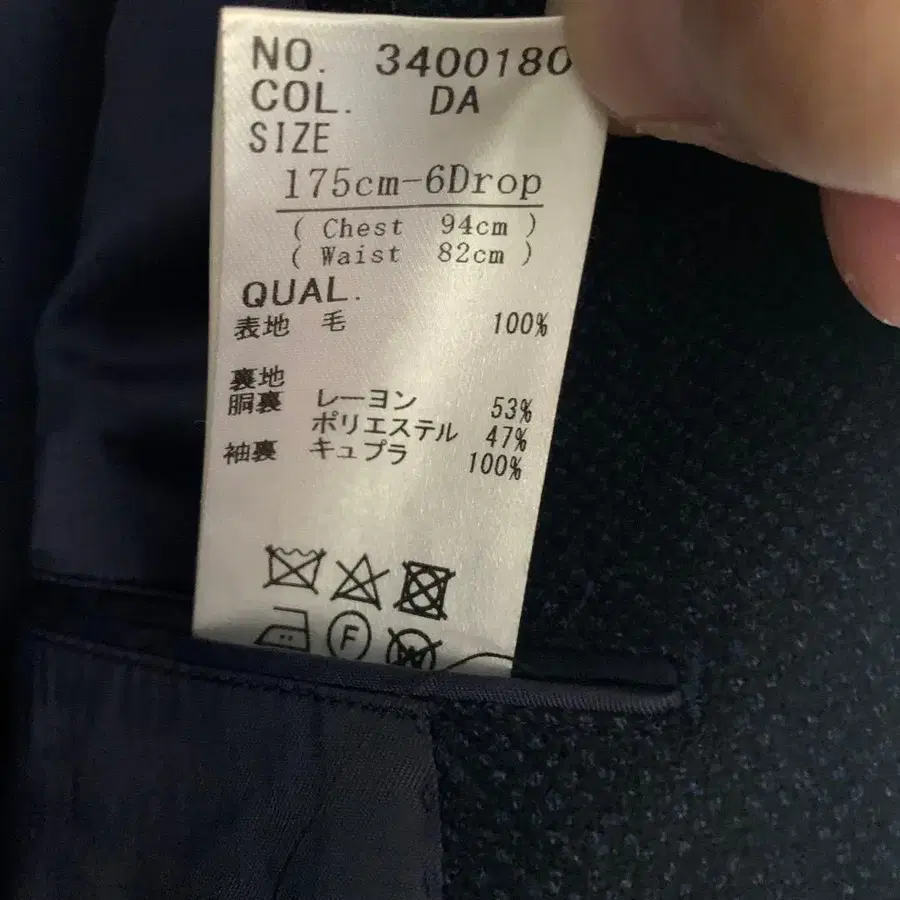 NO. 3400180
COL. DA
SIZE
175cm-6Drop
( Chest 94cm )
( Waist 82cm )
QUAL.
表地 毛 100%
裏地
胴裏 レーヨン 53%
ポリエステル 47%
袖裏 キュプラ 100%
F
W